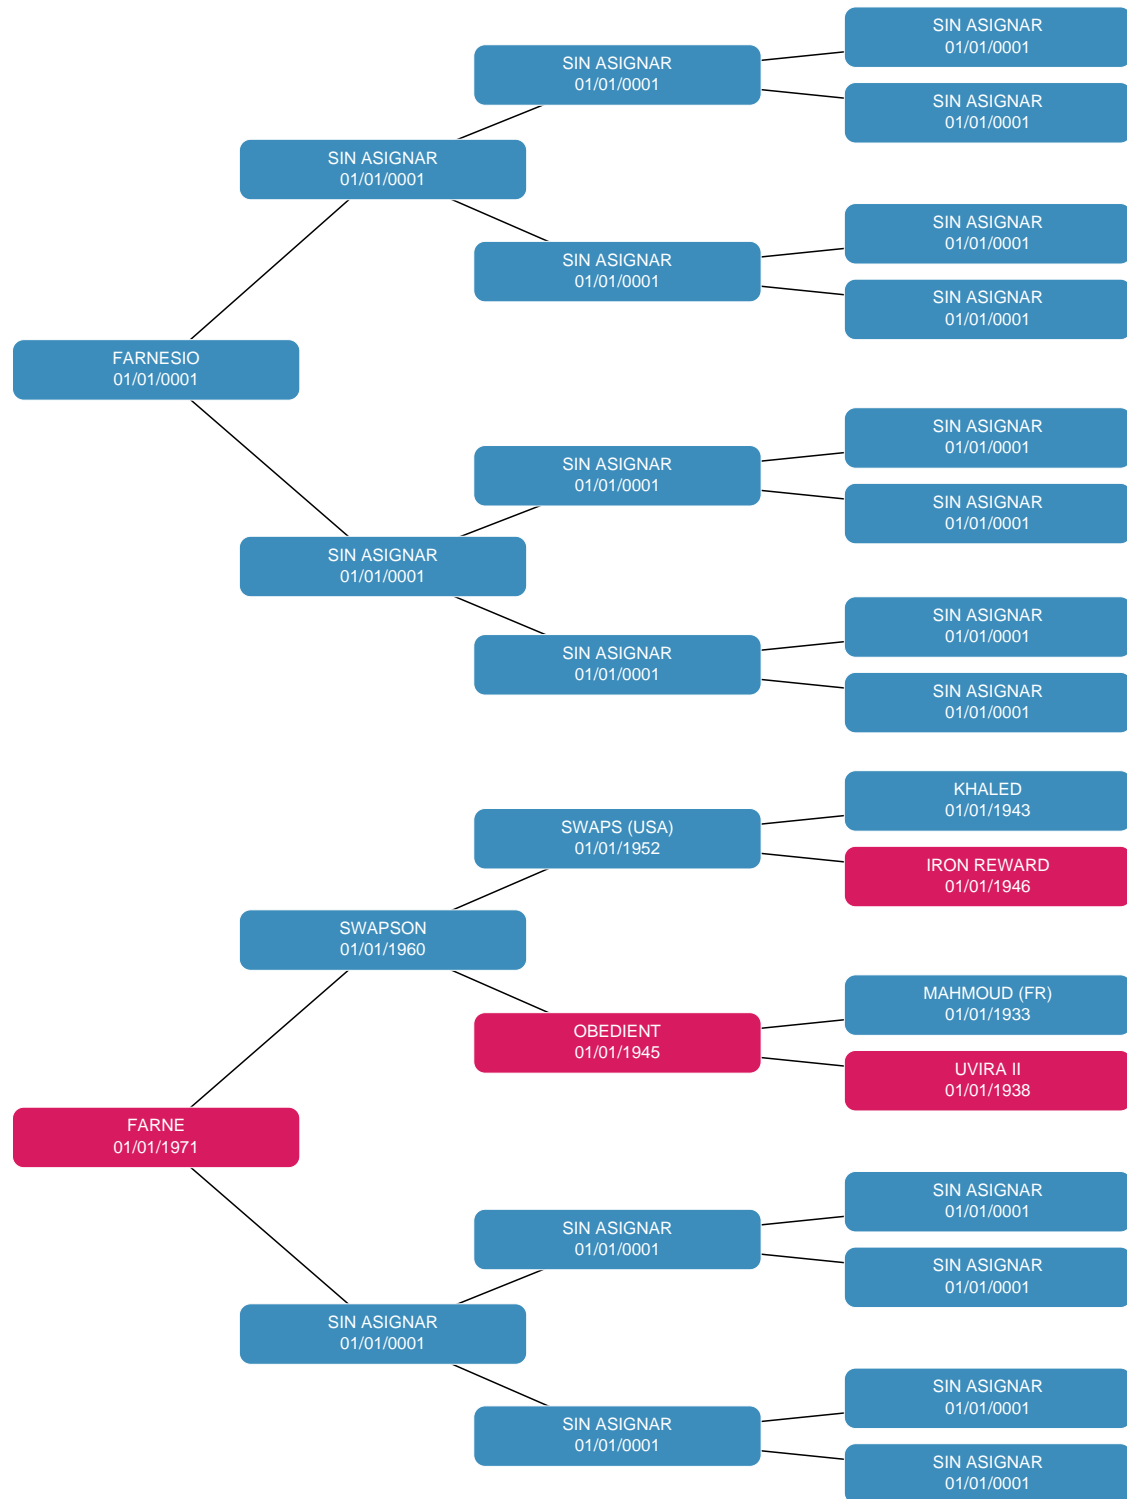 SIN ASIGNAR
01/01/0001
SIN ASIGNAR
01/01/0001
SIN ASIGNAR
01/01/0001
SIN ASIGNAR
01/01/0001
SIN ASIGNAR
01/01/0001
SIN ASIGNAR
01/01/0001
SIN ASIGNAR
01/01/0001
FARNESIO
01/01/0001
SIN ASIGNAR
01/01/0001
SIN ASIGNAR
01/01/0001
SIN ASIGNAR
01/01/0001
SIN ASIGNAR
01/01/0001
SIN ASIGNAR
01/01/0001
SIN ASIGNAR
01/01/0001
SIN ASIGNAR
01/01/0001
KHALED
01/01/1943
SWAPS (USA)
01/01/1952
IRON REWARD
01/01/1946
SWAPSON
01/01/1960
MAHMOUD (FR)
01/01/1933
OBEDIENT
01/01/1945
UVIRA II
01/01/1938
FARNE
01/01/1971
SIN ASIGNAR
01/01/0001
SIN ASIGNAR
01/01/0001
SIN ASIGNAR
01/01/0001
SIN ASIGNAR
01/01/0001
SIN ASIGNAR
01/01/0001
SIN ASIGNAR
01/01/0001
SIN ASIGNAR
01/01/0001